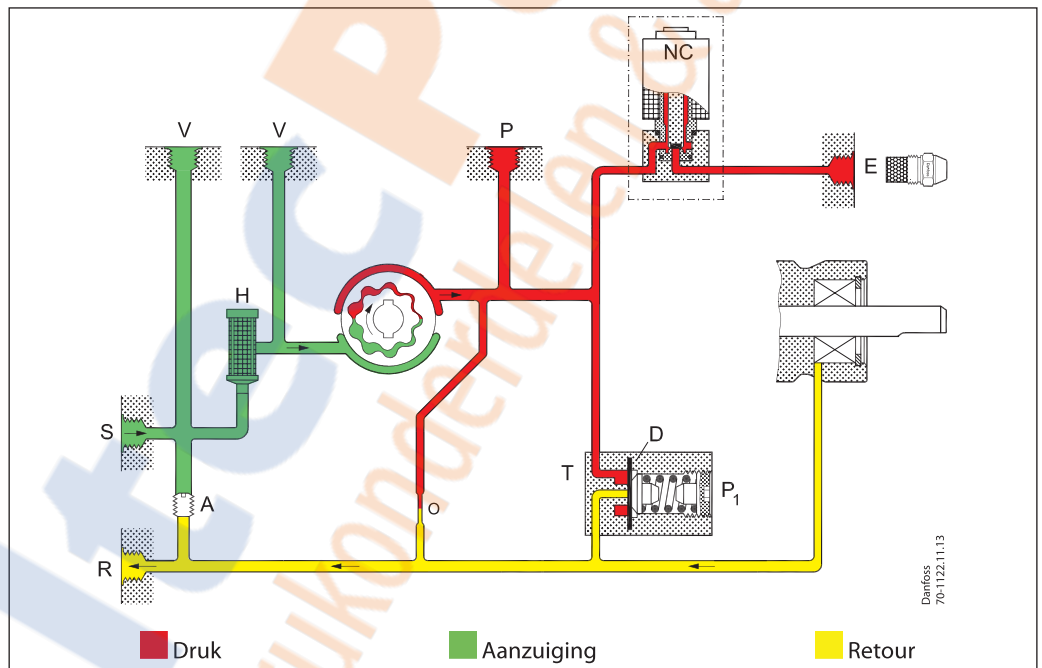 NC
V V P
E
H
S
D
T P1
A
O
R
Danfoss
70-1122.11.13
Druk Aanzuiging Retour